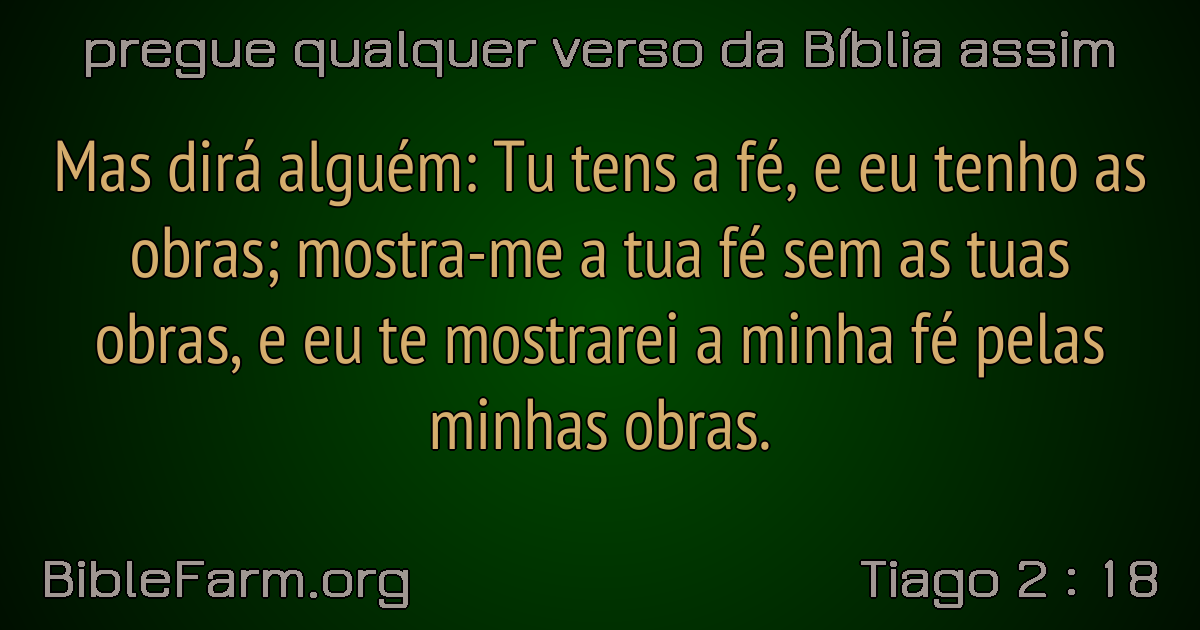 pregue qualquer verso da Bíblia assim
Mas dirá alguém: Tu tens a fé, e eu tenho as
obras; mostra-me a tua fé sem as tuas
obras, e eu te mostrarei a minha fé pelas
minhas obras.
BibleFarm.org
Tiago 2 : 18